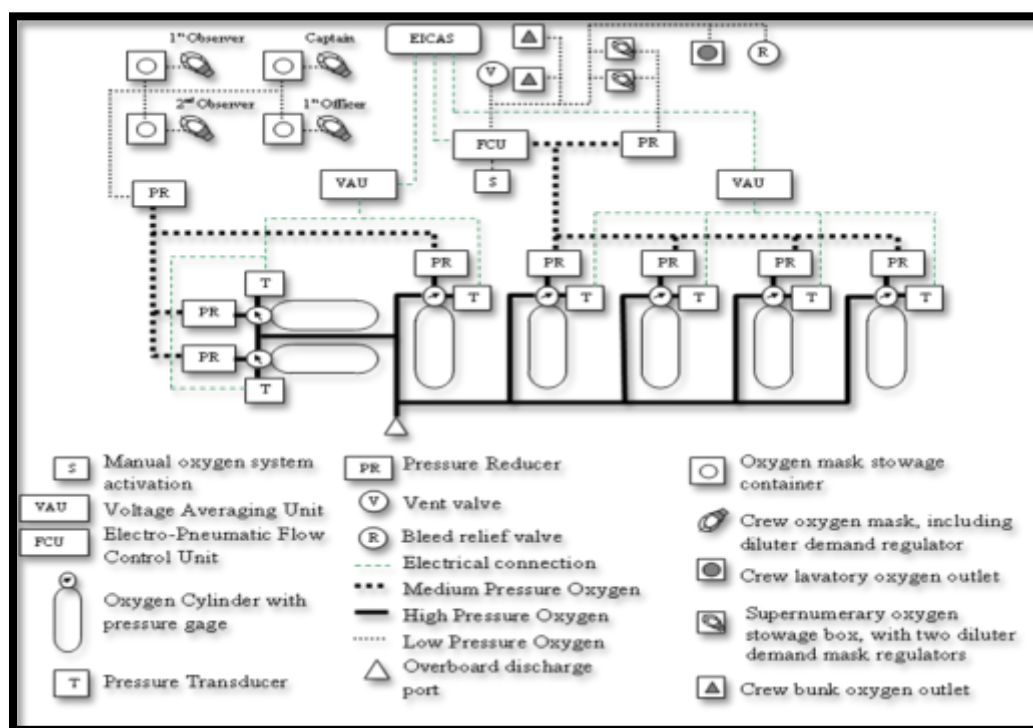 1st Observer
Captain
EICAS
R
V
2nd Observer
1st Officer
FCU
PR
S
PR
VAU
VAU
PR
PR
PR
PR
PR
T
T
T
T
T
T
PR
PR
T
S
Manual oxygen system
activation
VAU
Voltage Averaging Unit
FCU
Electro-Pneumatic Flow
Control Unit
Oxygen Cylinder with
pressure gage
T
Pressure Transducer
PR
Pressure Reducer
V
Vent valve
R
Bleed relief valve
Electrical connection
Medium Pressure Oxygen
High Pressure Oxygen
Low Pressure Oxygen
Overboard discharge
port
Oxygen mask stowage
container
Crew oxygen mask, including
diluter demand regulator
Crew lavatory oxygen outlet
Supernumerary oxygen
stowage box, with two diluter
demand mask regulators
Crew bunk oxygen outlet